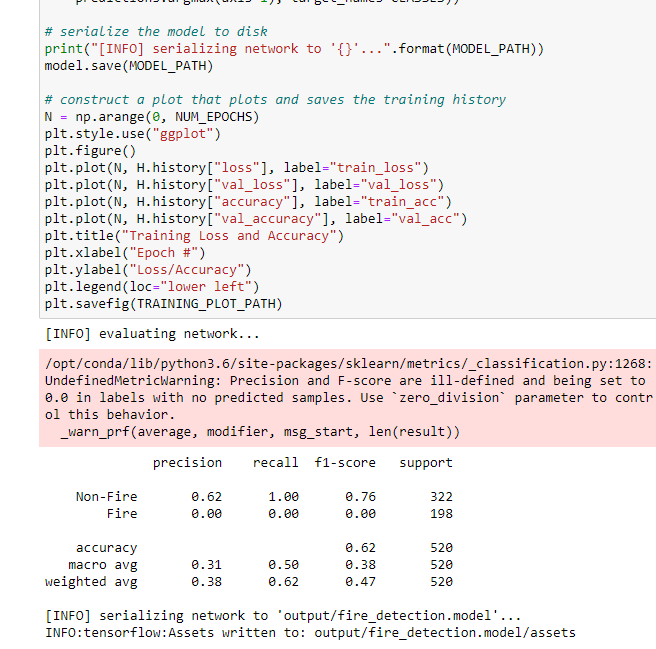 predictions.argmax(axis=1), target_names=CLASSES))
# serialize the model to disk
print("[INFO] serializing network to '{}'...".format(MODEL_PATH))
model.save(MODEL_PATH)
# construct a plot that plots and saves the training history
N = np.arange(0, NUM_EPOCHS)
plt.style.use("ggplot")
plt.figure()
plt.plot(N, H.history["loss"], label="train_loss")
plt.plot(N, H.history["val_loss"], label="val_loss")
plt.plot(N, H.history["accuracy"], label="train_acc")
plt.plot(N, H.history["val_accuracy"], label="val_acc")
plt.title("Training Loss and Accuracy")
plt.xlabel("Epoch #")
plt.ylabel("Loss/Accuracy")
plt.legend(loc="lower left")
plt.savefig(TRAINING_PLOT_PATH)
[INFO] evaluating network...
/opt/conda/lib/python3.6/site-packages/sklearn/metrics/_classification.py:1268:
UndefinedMetricWarning: Precision and F-score are ill-defined and being set to
0.0 in labels with no predicted samples. Use `zero_division` parameter to contr
ol this behavior.
_warn_prf(average, modifier, msg_start, len(result))
precision recall f1-score support
Non-Fire 0.62 1.00 0.76 322
Fire 0.00 0.00 0.00 198
accuracy 0.62 520
macro avg 0.31 0.50 0.38 520
weighted avg 0.38 0.62 0.47 520
[INFO] serializing network to 'output/fire_detection.model'...
INFO:tensorflow:Assets written to: output/fire_detection.model/assets